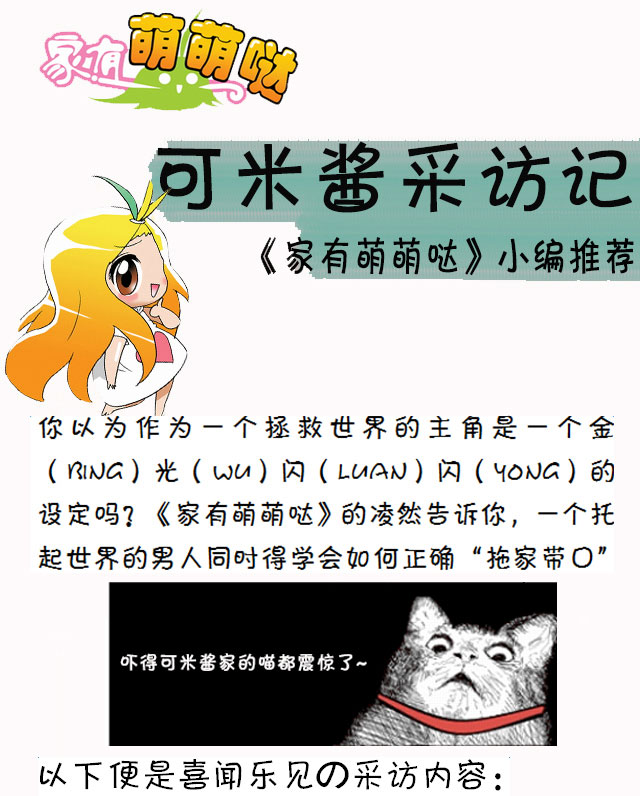 家有萌萌哒
可米酱采访记
《家有萌萌哒》小编推荐
你以为作为一个拯救世界的主角是一个金
（BING）光（WU）闪（LUAN）闪（YONG）的
设定吗？《家有萌萌哒》的凌然告诉你，一个托
起世界的男人同时得学会如何正确“拖家带口”
吓得可米酱家的喵都震惊了~
以下便是喜闻乐见の采访内容：